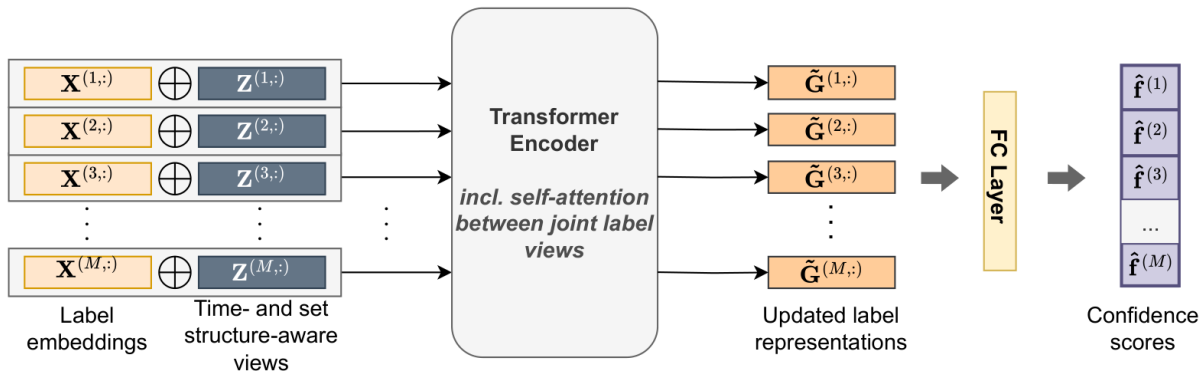 X^(1,:) ⊕ Z^(1,:)
X^(2,:) ⊕ Z^(2,:)
X^(3,:) ⊕ Z^(3,:)
X^(M,:) ⊕ Z^(M,:)
Label
embeddings
Time- and set
structure-aware
views
Transformer
Encoder
incl. self-attention
between joint label
views
G̃^(1,:)
G̃^(2,:)
G̃^(3,:)
G̃^(M,:)
Updated label
representations
FC Layer
f̂^(1)
f̂^(2)
f̂^(3)
...
f̂^(M)
Confidence
scores